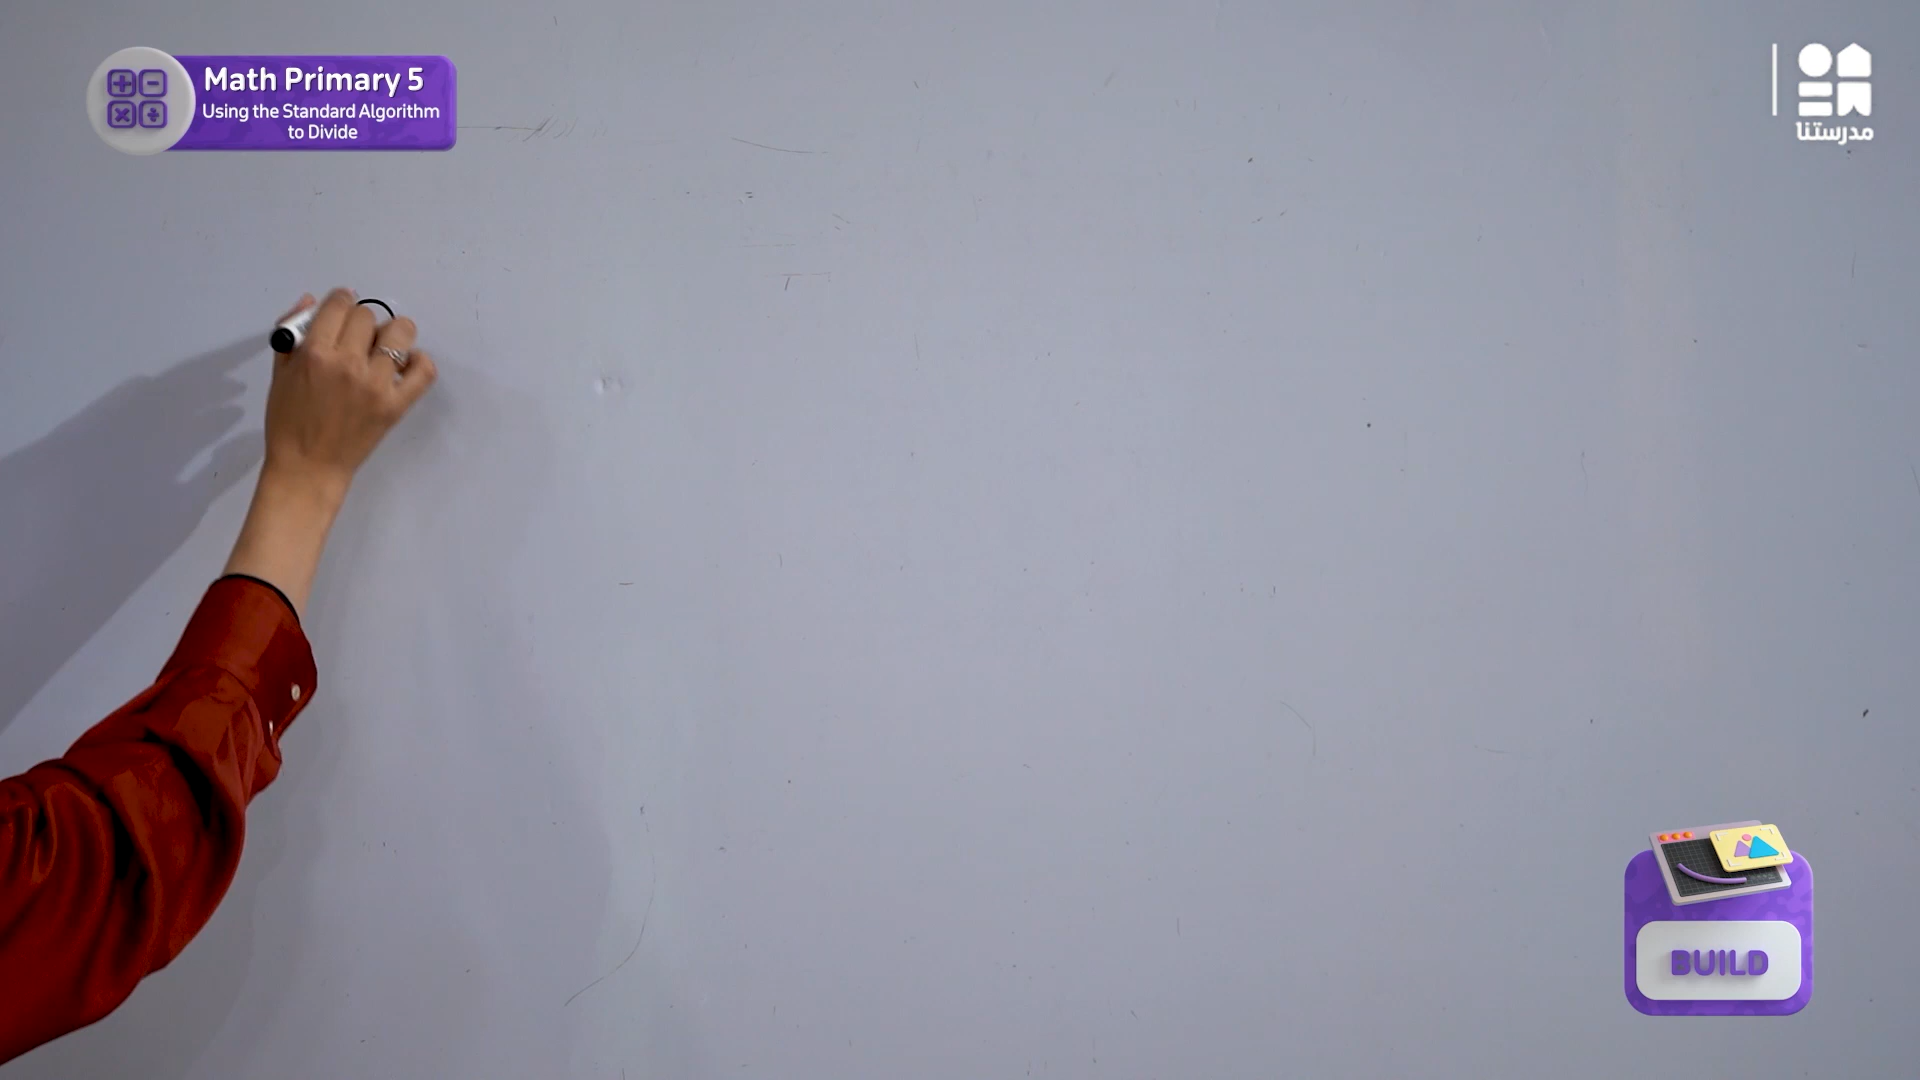 Math Primary 5
Using the Standard Algorithm
to Divide
مدرستنا
BUILD